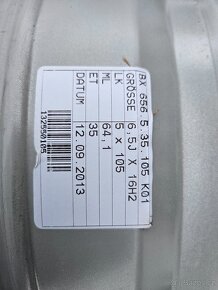 BX 656.5.35.105 K01
GRÖSSE 6,5J X 16H2
LK 5 x 105
ML 64,1
ET 35
DATUM 12.09.2013
1329550105